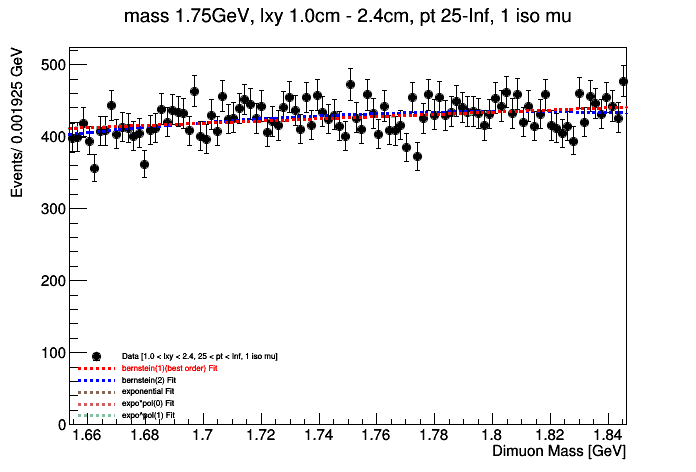 mass 1.75GeV, lxy 1.0cm - 2.4cm, pt 25-Inf, 1 iso mu
Events/ 0.001925 GeV
500
400
300
200
100
0
Data [1.0 < lxy < 2.4, 25 < pt < Inf, 1 iso mu]
bernstein(1)(best order) Fit
bernstein(2) Fit
exponential Fit
expo*pol(0) Fit
expo*pol(1) Fit
1.66 1.68 1.7 1.72 1.74 1.76 1.78 1.8 1.82 1.84
Dimuon Mass [GeV]